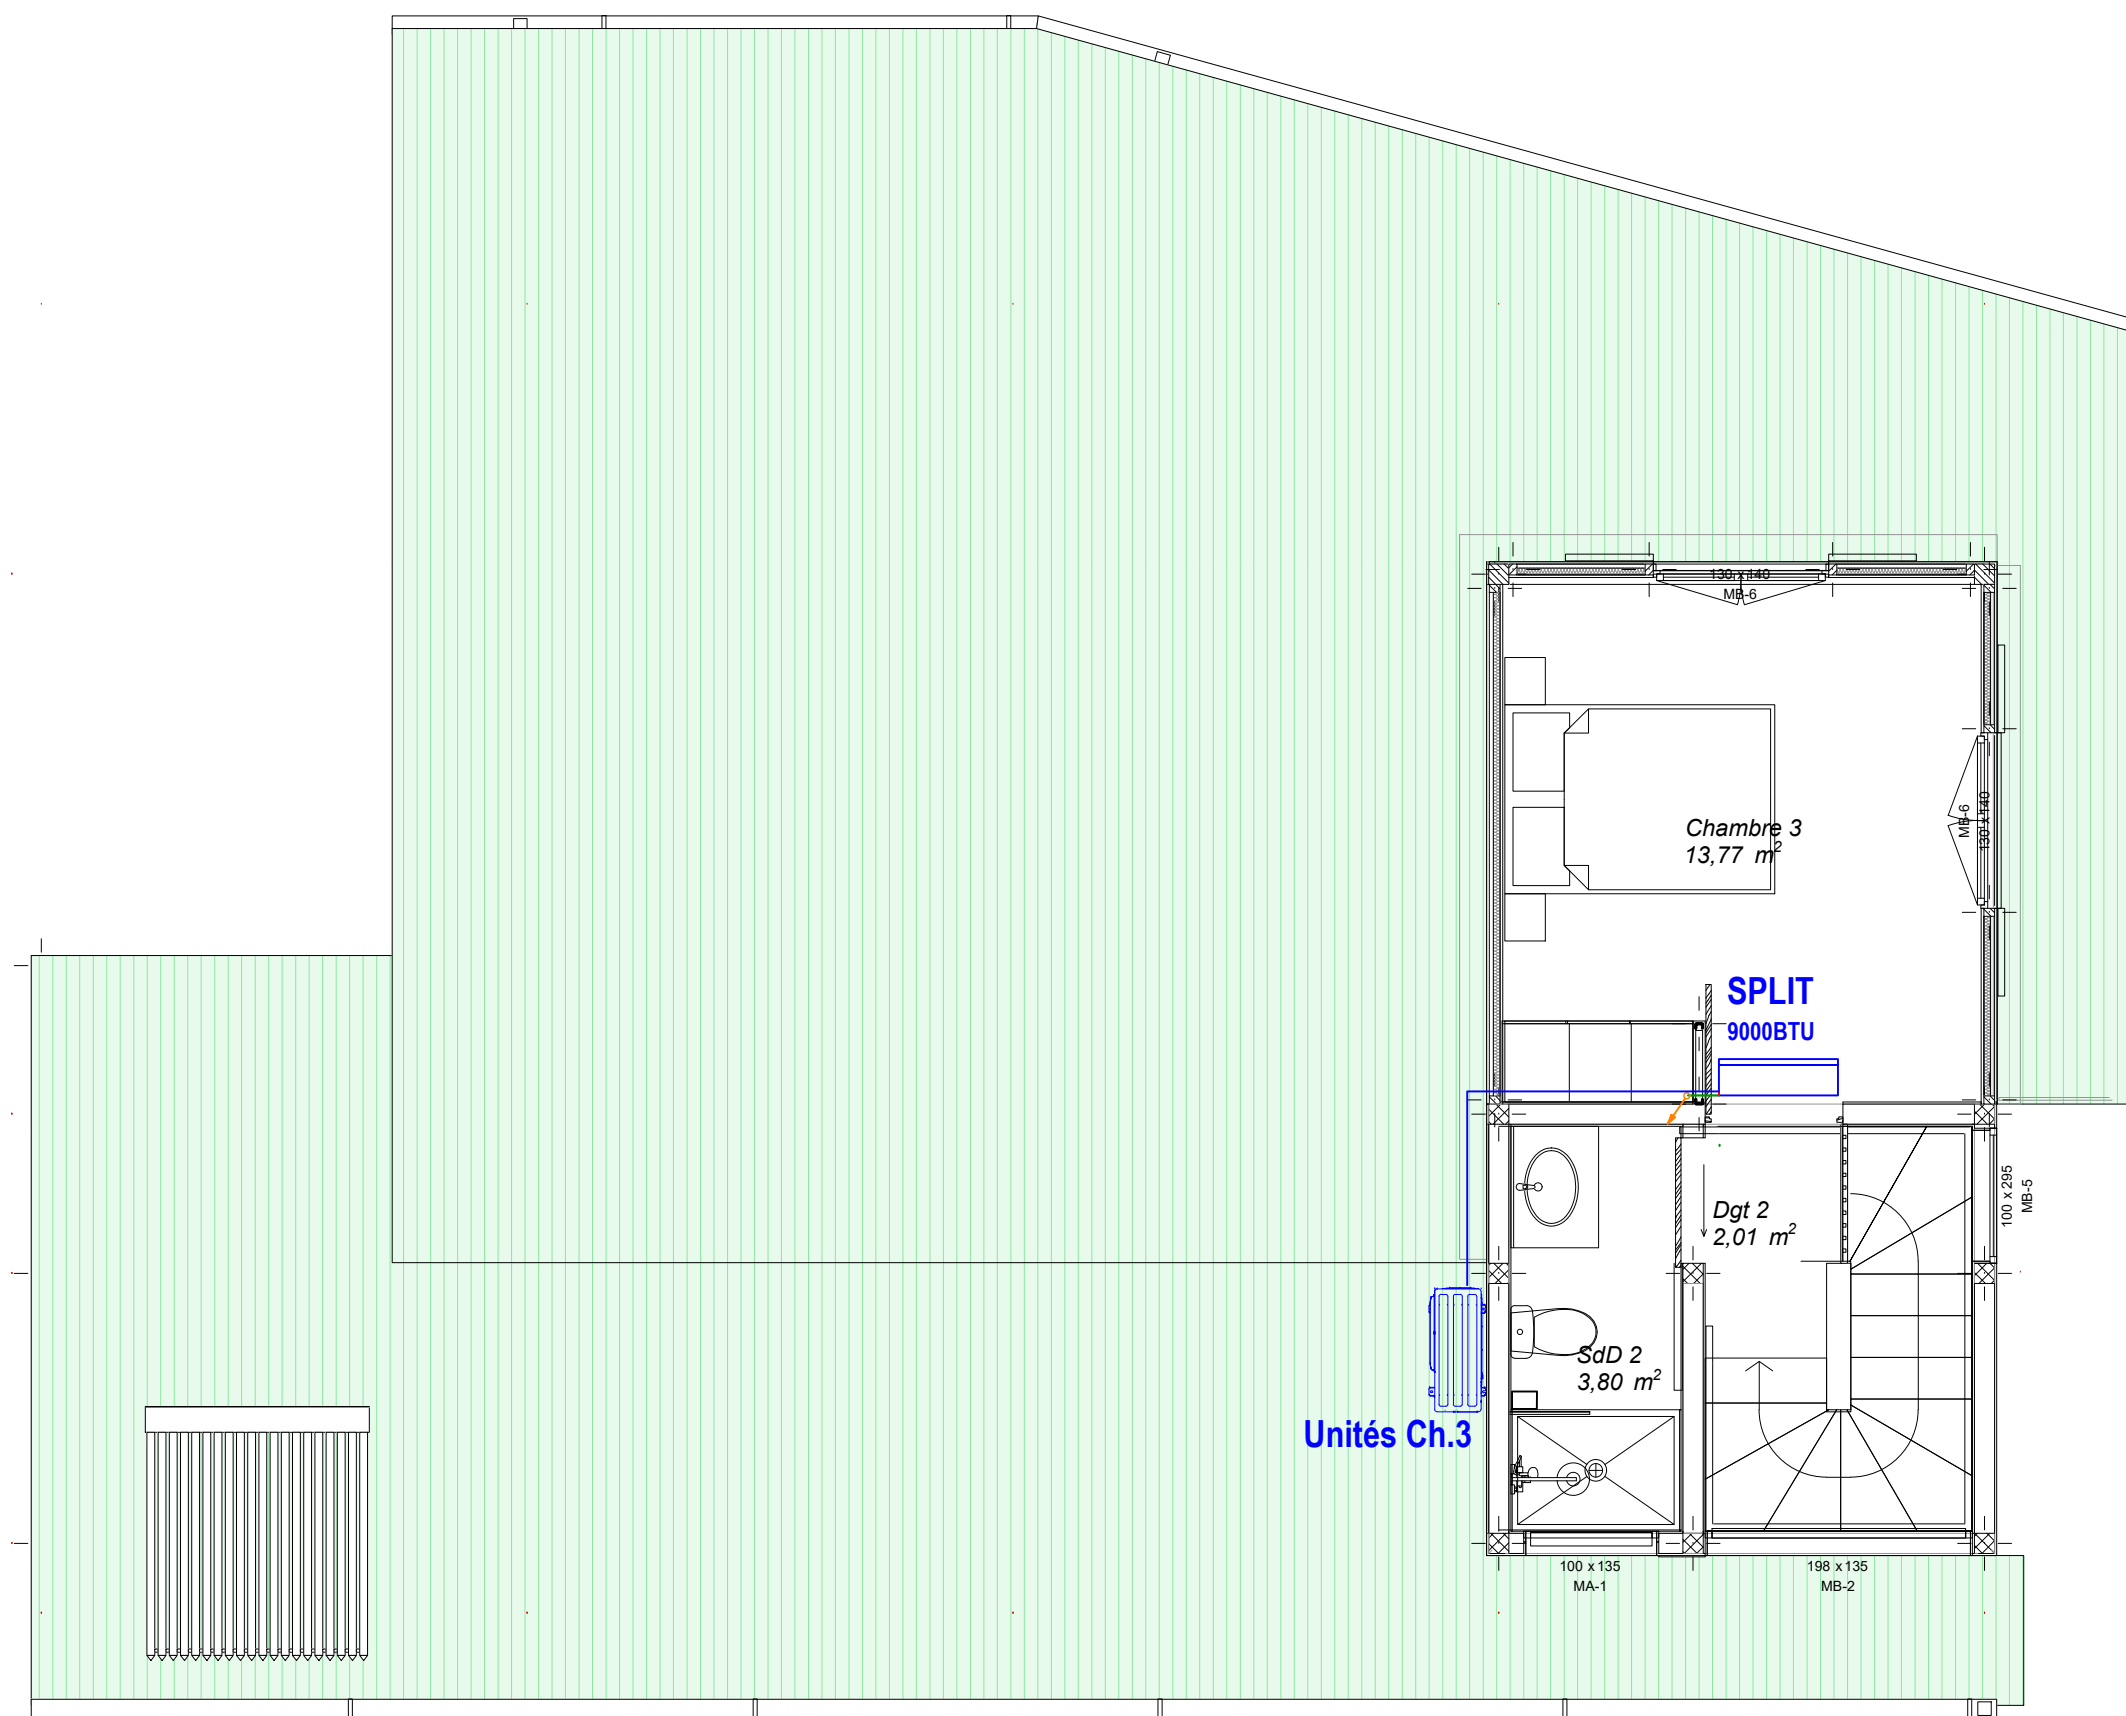 130 x 140
MB-6
Chambre 3
13,77 m²
MB-6
130 x 140
SPLIT
9000BTU
Dgt 2
2,01 m²
100 x 295
MB-5
SdD 2
3,80 m²
Unités Ch.3
100 x 135
MA-1
198 x 135
MB-2